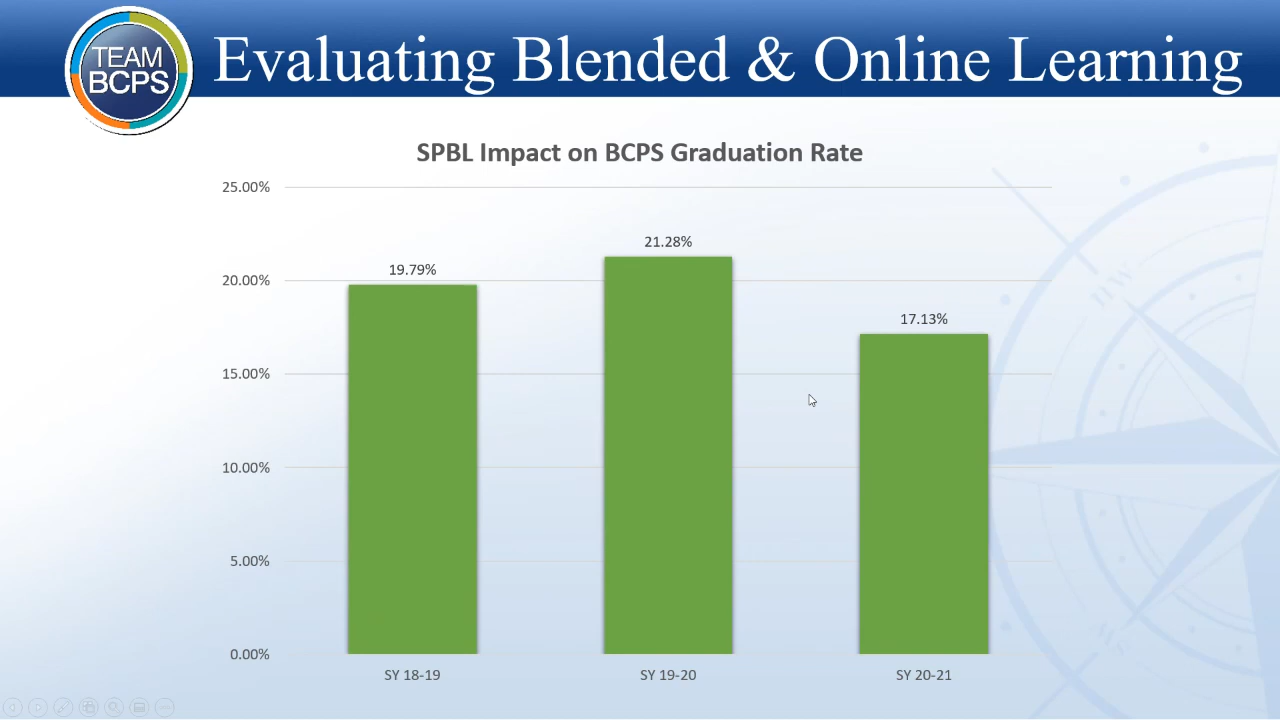 TEAM
BCPS
Evaluating Blended & Online Learning
SPBL Impact on BCPS Graduation Rate
25.00%
20.00%
15.00%
10.00%
5.00%
0.00%
19.79%
21.28%
17.13%
SY 18-19
SY 19-20
SY 20-21